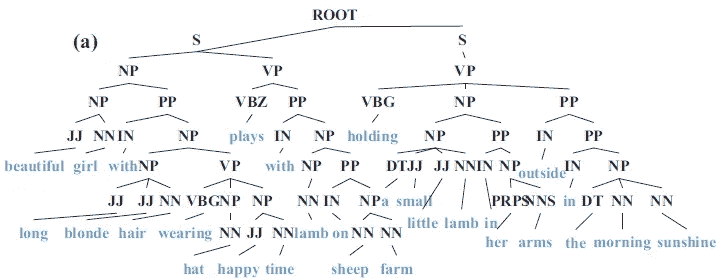 ROOT
(a) S S
NP VP VP
NP PP VBZ PP VBG NP PP
JJ NN IN NP plays IN NP holding NP PP IN PP
beautiful girl with NP VP with NP PP DT JJ JJ NN IN NP outside IN NP
JJ JJ NN VBG NP NP NN IN NP a small PRPS NNS in DT NN NN
long blonde hair wearing NN JJ NN lamb on NN NN little lamb in her arms the morning sunshine
hat happy time sheep farm